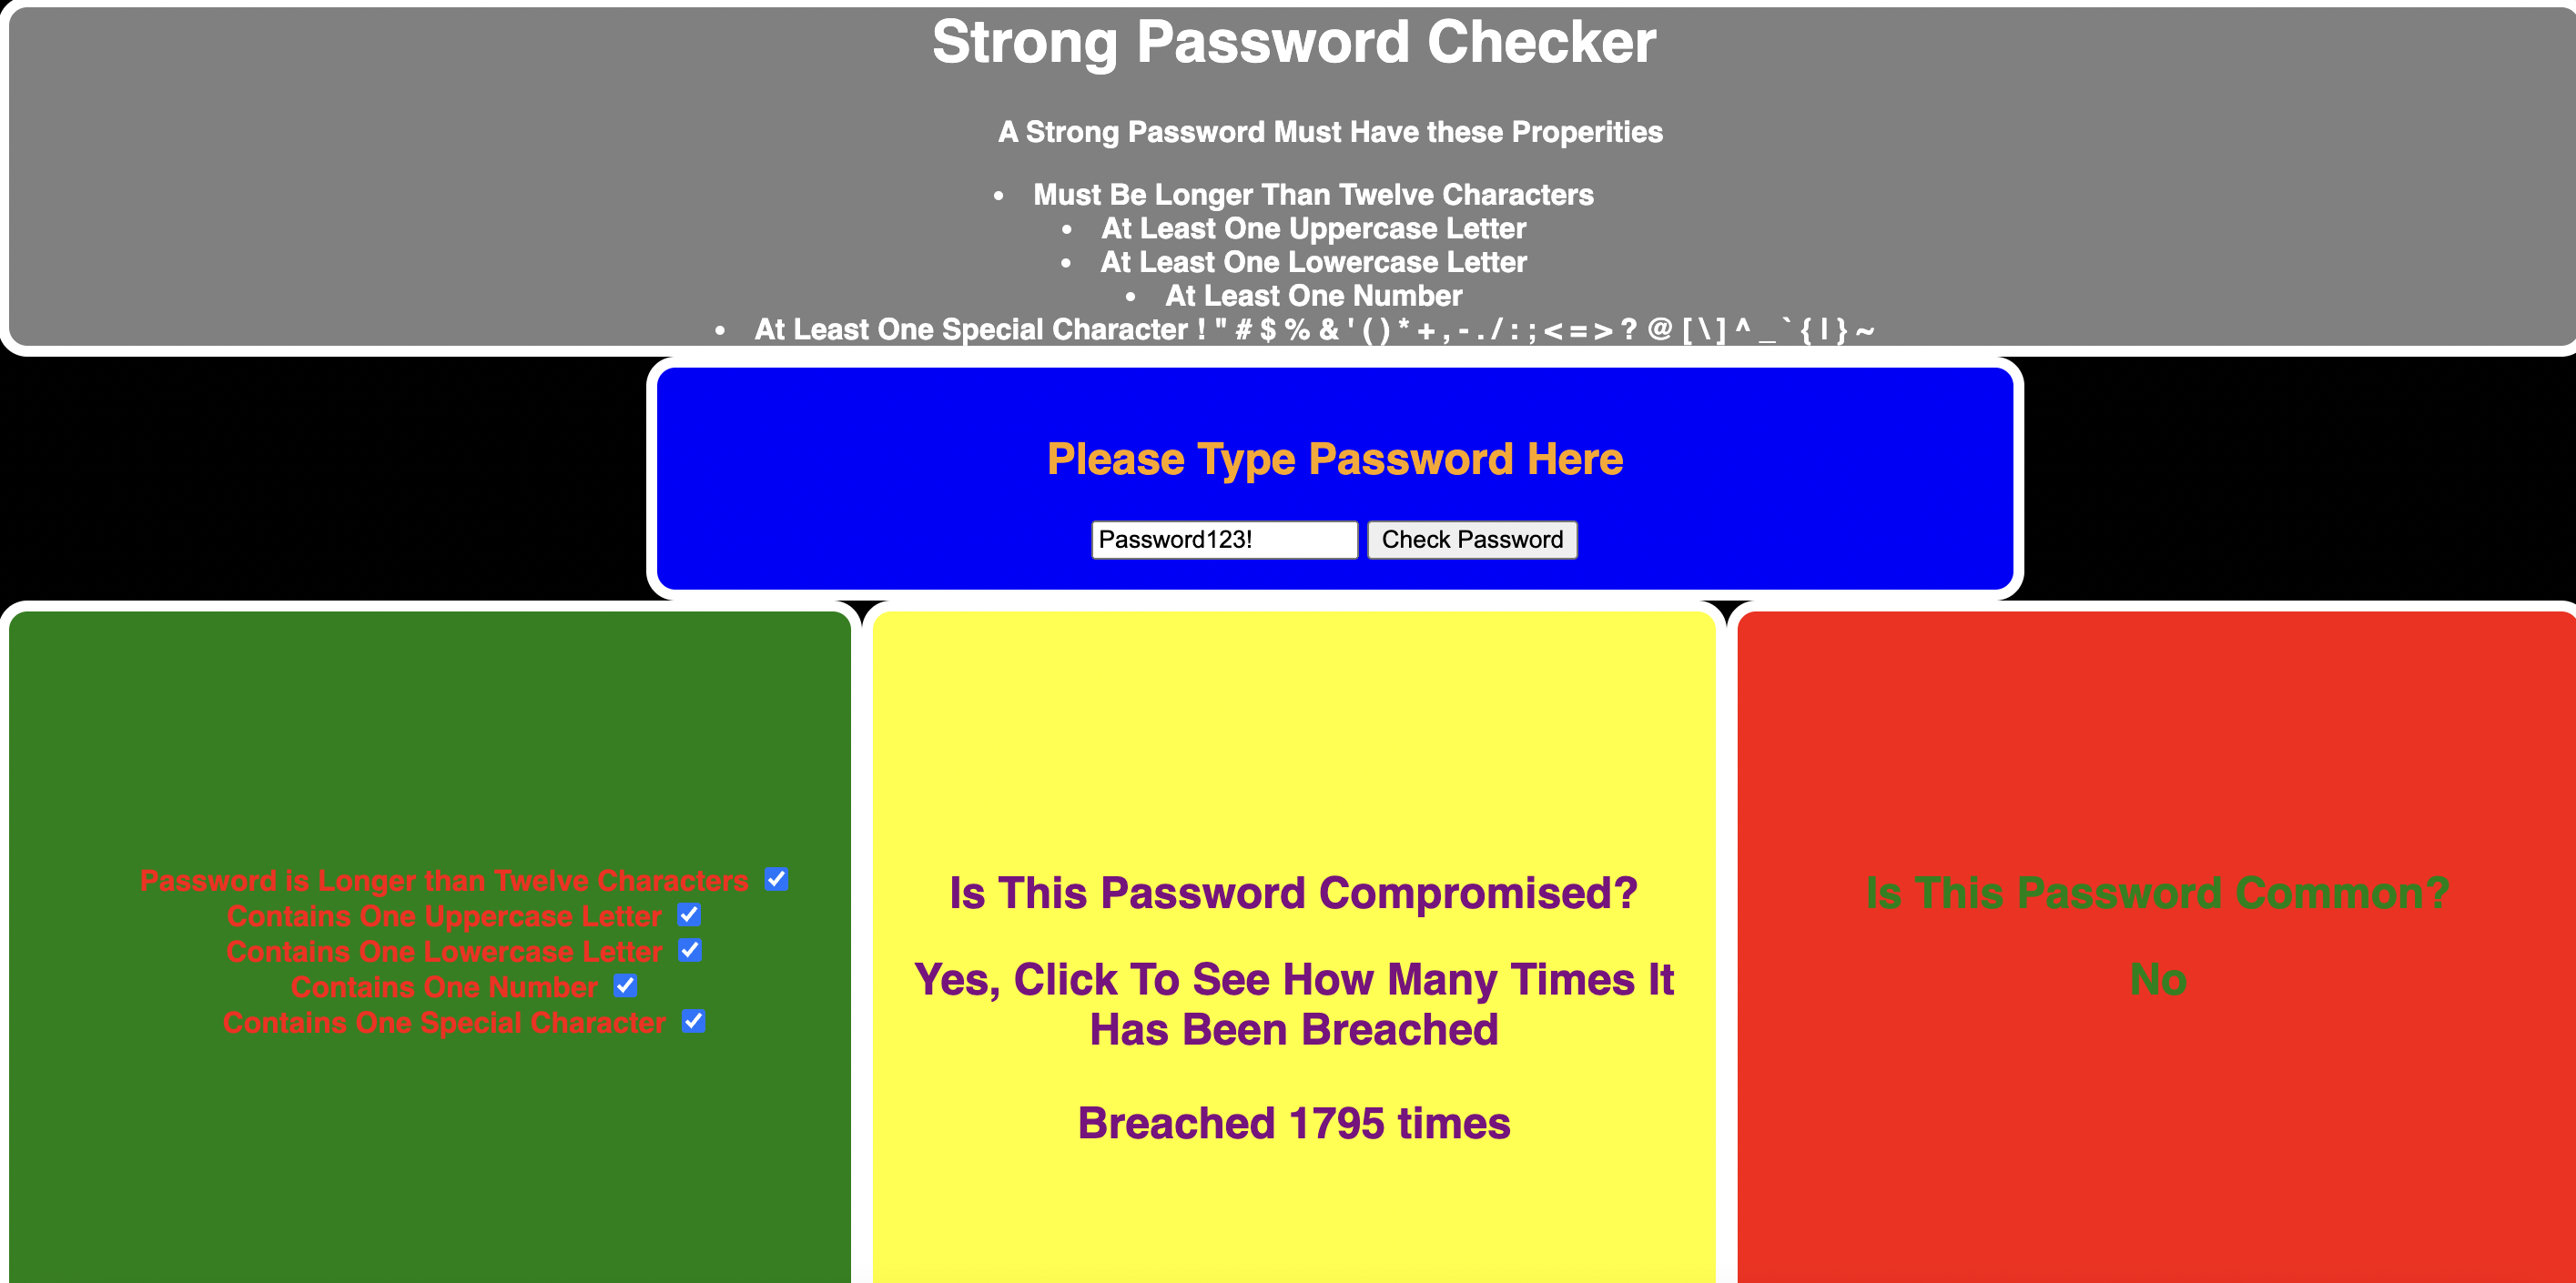 Strong Password Checker
A Strong Password Must Have these Properities
• Must Be Longer Than Twelve Characters
• At Least One Uppercase Letter
• At Least One Lowercase Letter
• At Least One Number
• At Least One Special Character ! " # $ % & ' ( ) * + , - . / : ; < = > ? @ [ \ ] ^ _ ` { | } ~
Please Type Password Here
Password123! Check Password
Password is Longer than Twelve Characters
Contains One Uppercase Letter
Contains One Lowercase Letter
Contains One Number
Contains One Special Character
Is This Password Compromised?
Yes, Click To See How Many Times It
Has Been Breached
Breached 1795 times
Is This Password Common?
No